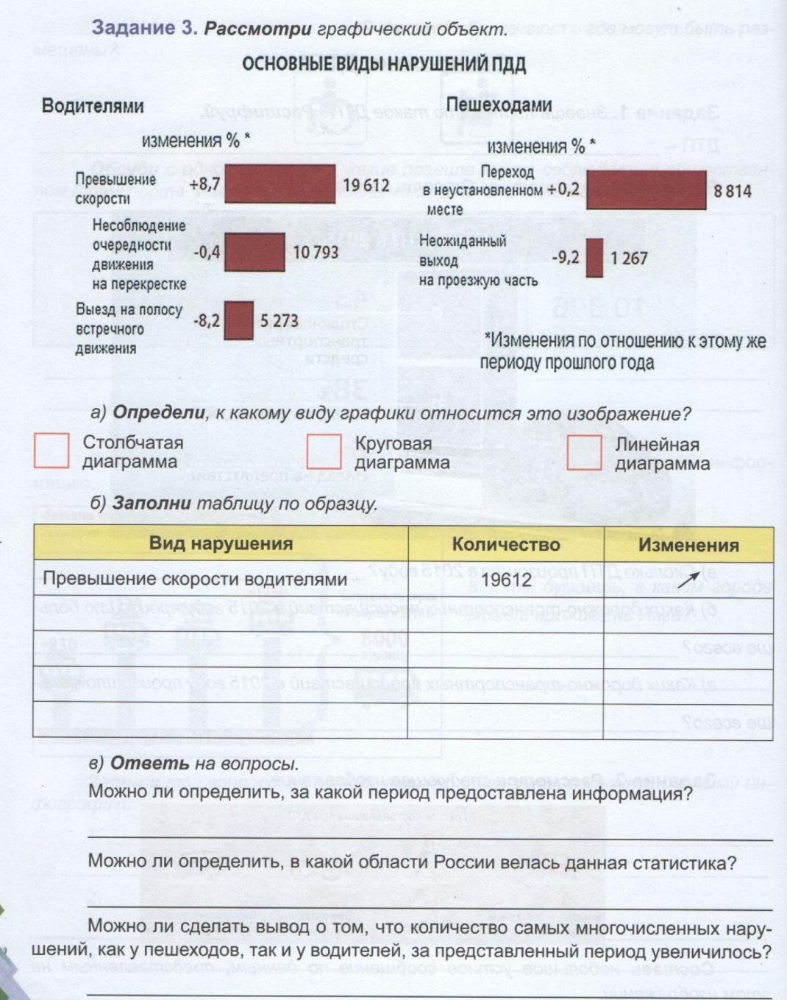 Задание 3. Рассмотри графический объект.
ОСНОВНЫЕ ВИДЫ НАРУШЕНИЙ ПДД
Водителями
изменения % *
Превышение
скорости
+8,7
19 612
Несоблюдение
очередности
движения
на перекрестке
-0,4
10 793
Выезд на полосу
встречного
движения
-8,2
5 273
Пешеходами
изменения % *
Переход
в неустановленном
месте
+0,2
8 814
Неожиданный
выход
на проезжую часть
-9,2
1 267
*Изменения по отношению к этому же
периоду прошлого года
а) Определи, к какому виду графики относится это изображение?
Столбчатая
диаграмма
Круговая
диаграмма
Линейная
диаграмма
б) Заполни таблицу по образцу.
Вид нарушения Количество Изменения
Превышение скорости водителями 19612
в) Ответь на вопросы.
Можно ли определить, за какой период предоставлена информация?
Можно ли определить, в какой области России велась данная статистика?
Можно ли сделать вывод о том, что количество самых многочисленных нару-
шений, как у пешеходов, так и у водителей, за представленный период увеличилось?